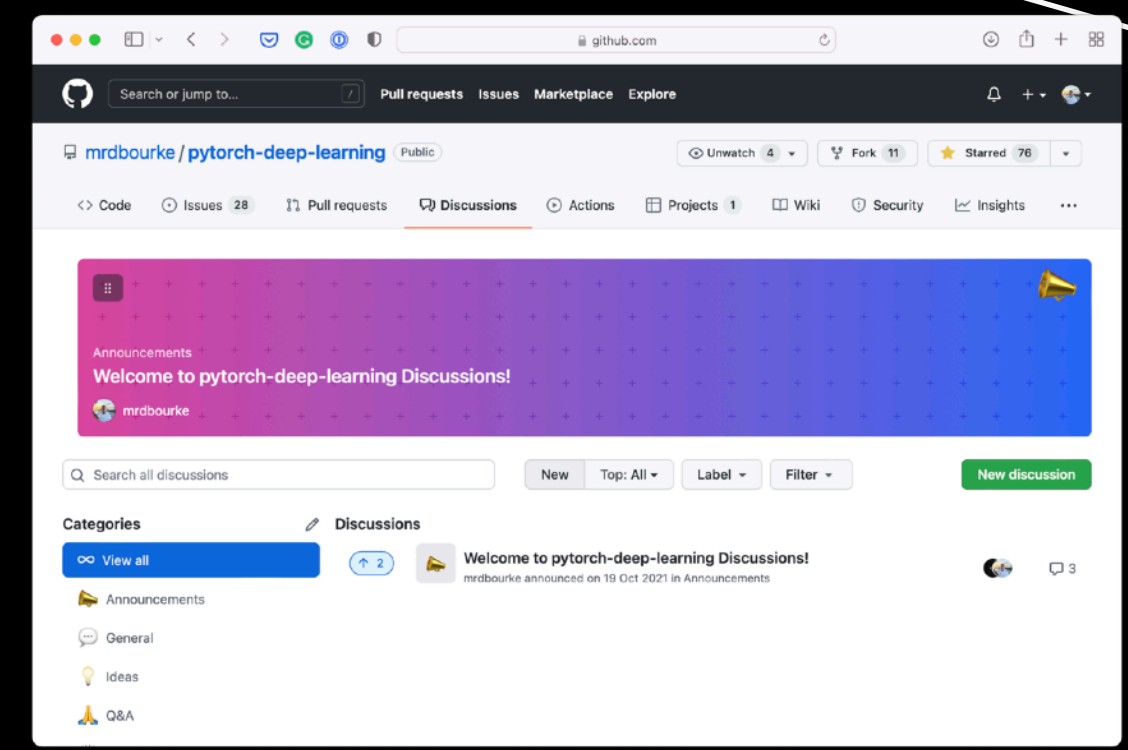 github.com
Search or jump to... /
Pull requests Issues Marketplace Explore
mrdbourke / pytorch-deep-learning Public
Unwatch 4 Fork 11 Starred 76
Code Issues 28 Pull requests Discussions Actions Projects 1 Wiki Security Insights ...
Announcements
Welcome to pytorch-deep-learning Discussions!
mrdbourke
Search all discussions New Top: All Label Filter New discussion
Categories Discussions
View all
2 Welcome to pytorch-deep-learning Discussions! 3
mrdbourke announced on 19 Oct 2021 in Announcements
Announcements
General
Ideas
Q&A